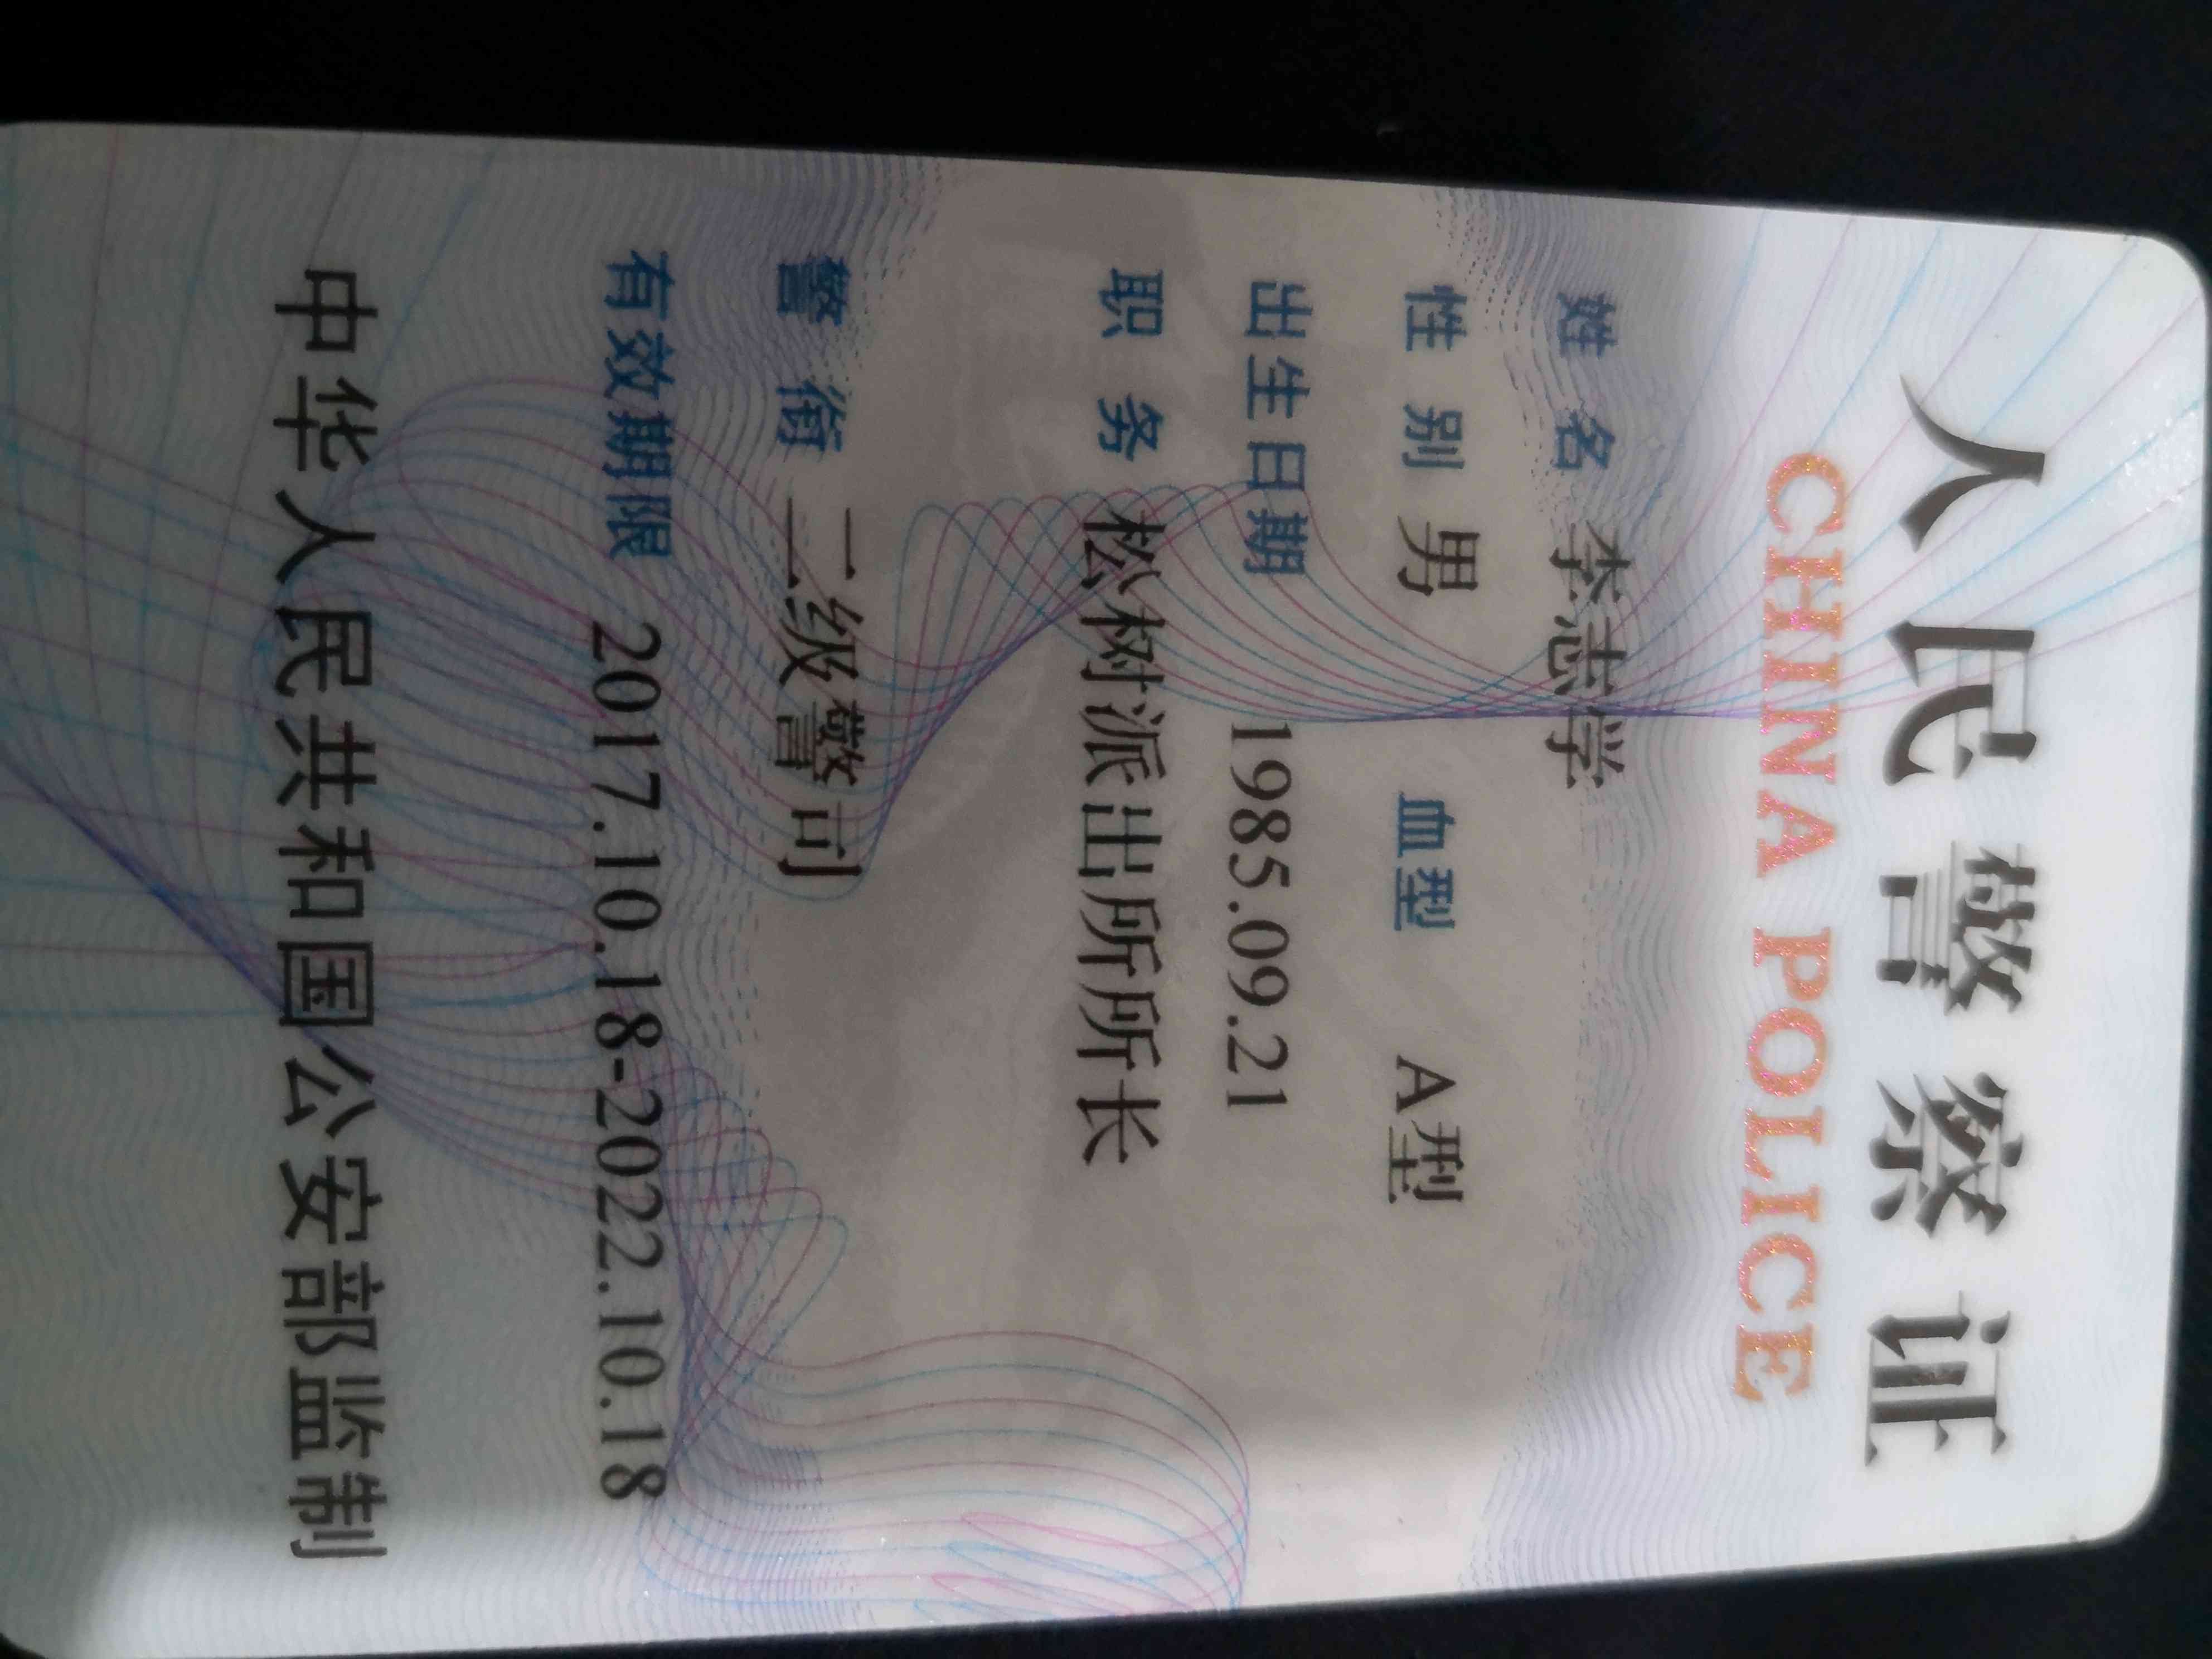 人民警察证
CHINA POLICE
姓 名 李志学
性 别 男 血型 A型
出生日期 1985.09.21
职 务 松树派出所所长
警 衔 二级警司
有效期限 2017.10.18-2022.10.18
中华人民共和国公安部监制